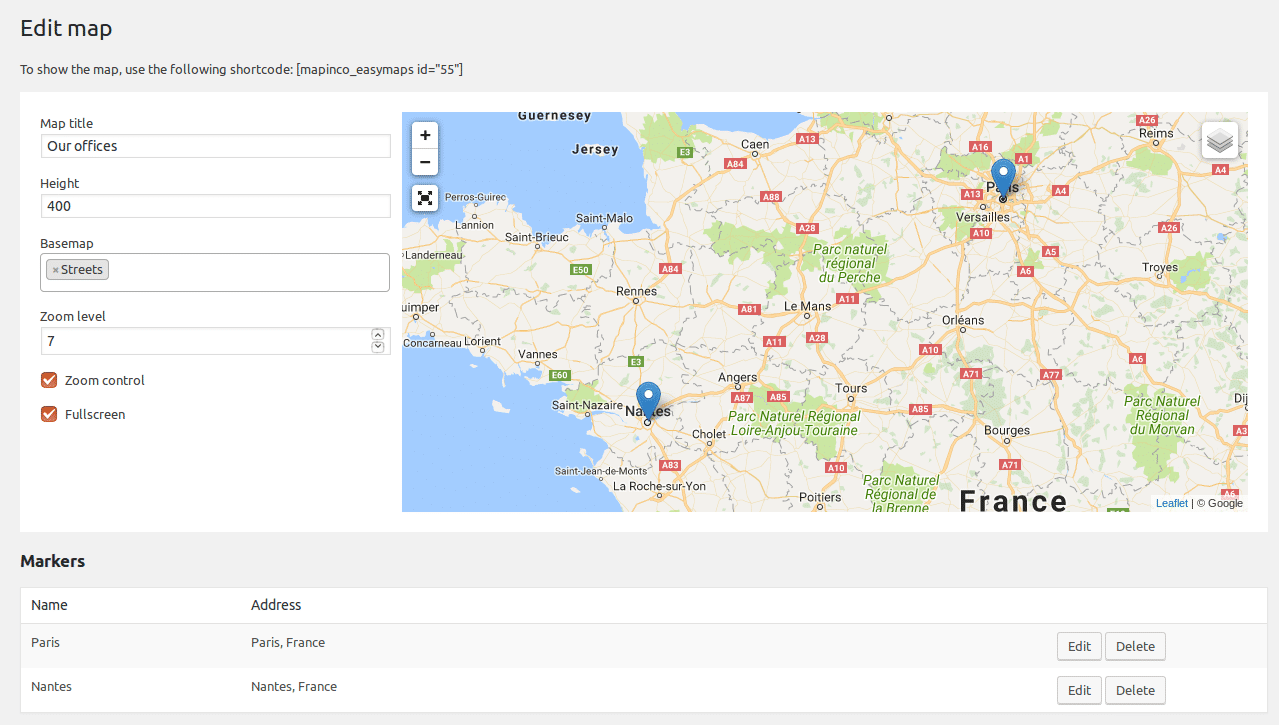 Edit map
To show the map, use the following shortcode: [mapinco_easymaps id="55"]
Map title
Our offices
Height
400
Basemap
×Streets
Zoom level
7
Zoom control
Fullscreen
+
−
Guernesey
Jersey
Caen
A13
A26
Reims
E3
A84
A16
A1
A4
Paris
A88
A13
A4
Perros-Guirec
Lannion
Saint-Malo
Versailles
Saint-Brieuc
A28
A10
A26
Landerneau
Parc naturel
régional
du Perche
A5
E50
A84
A6
Troyes
Rennes
A11
uimper
A81
Le Mans
Orléans
Concarneau
Lorient
A11
A28
A10
Vannes
E3
A6
E60
Angers
A71
A77
Tours
Saint-Nazaire
Nantes
A87
A85
A85
Parc Naturel Régional
Loire-Anjou-Touraine
Parc Naturel
Régional
du Morvan
Dij
Cholet
Bourges
A3
A83
A10
A71
Saint-Jean-de-Monts
La Roche-sur-Yon
Parc Naturel
Régional de
la Brenne
Poitiers
France
A6
Leaflet | © Google
Markers
Name Address
Paris Paris, France Edit Delete
Nantes Nantes, France Edit Delete